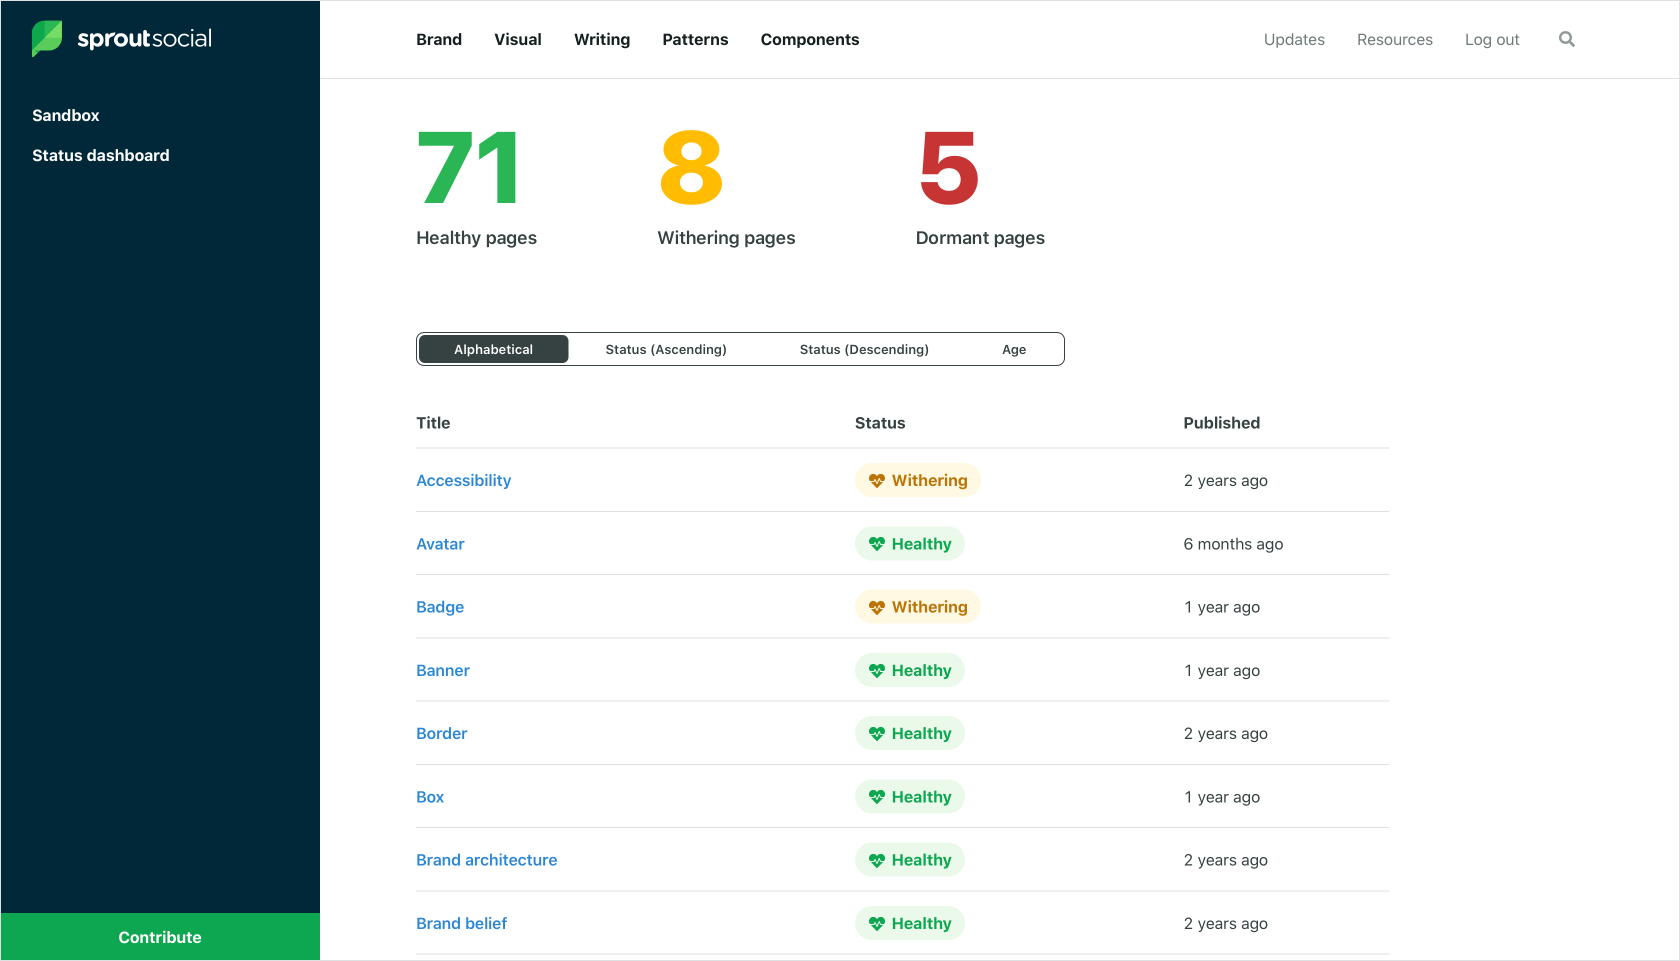 sproutsocial
Brand Visual Writing Patterns Components Updates Resources Log out
Sandbox
Status dashboard
71 8 5
Healthy pages Withering pages Dormant pages
Alphabetical Status (Ascending) Status (Descending) Age
Title Status Published
Accessibility Withering 2 years ago
Avatar Healthy 6 months ago
Badge Withering 1 year ago
Banner Healthy 1 year ago
Border Healthy 2 years ago
Box Healthy 1 year ago
Brand architecture Healthy 2 years ago
Brand belief Healthy 2 years ago
Contribute